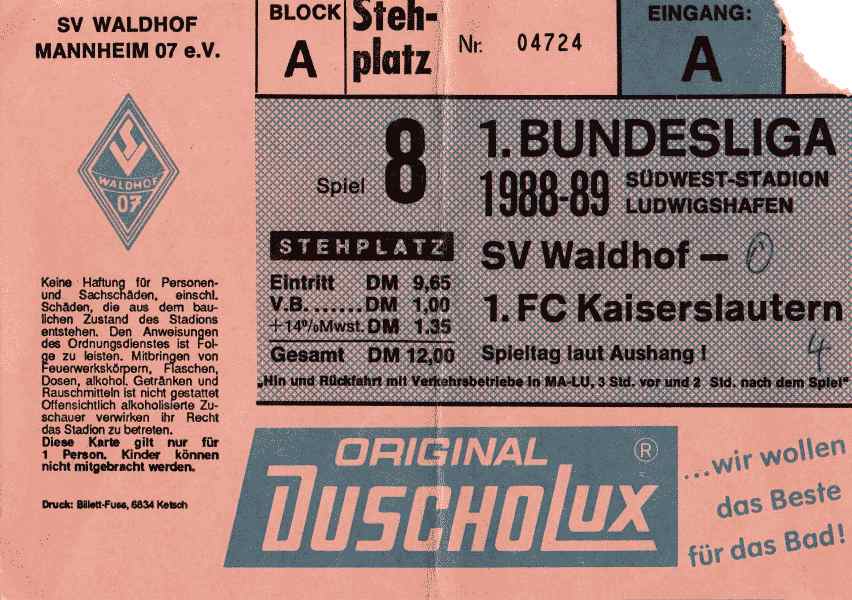 SV WALDHOF
MANNHEIM 07 e.V.
BLOCK
A
Steh-
platz
Nr. 04724
EINGANG:
A
WALDHOF
07
Spiel 8
1. BUNDESLIGA
1988-89
SÜDWEST-STADION
LUDWIGSHAFEN
STEHPLATZ
Eintritt DM 9,65
V.B. ....... DM 1,00
+14%Mwst. DM 1.35
Gesamt DM 12,00
SV Waldhof – 0
1. FC Kaiserslautern
4
Spieltag laut Aushang !
„Hin und Rückfahrt mit Verkehrsbetriebe in MA-LU, 3 Std. vor und 2 Std. nach dem Spiel"
Keine Haftung für Personen-
und Sachschäden, einschl.
Schäden, die aus dem bau-
lichen Zustand des Stadions
entstehen. Den Anweisungen
des Ordnungsdienstes ist Fol-
ge zu leisten. Mitbringen von
Feuerwerkskörpern, Flaschen,
Dosen, alkohol. Getränken und
Rauschmitteln ist nicht gestattet
Offensichtlich alkoholisierte Zu-
schauer verwirken ihr Recht
das Stadion zu betreten.
Diese Karte gilt nur für
1 Person. Kinder können
nicht mitgebracht werden.
Druck: Billett-Fuss, 6834 Ketsch
ORIGINAL ®
DUSCHOLUX
...wir wollen
das Beste
für das Bad!